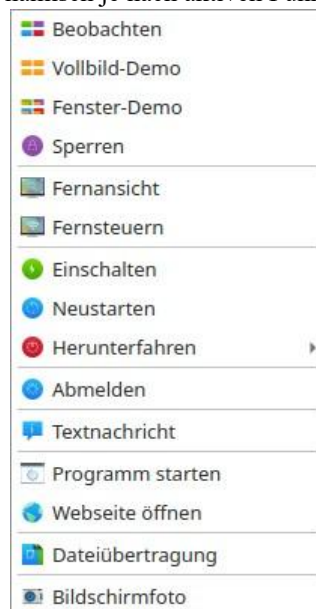 Beobachten
Vollbild-Demo
Fenster-Demo
Sperren
Fernansicht
Fernsteuern
Einschalten
Neustarten
Herunterfahren
Abmelden
Textnachricht
Programm starten
Webseite öffnen
Dateiübertragung
Bildschirmfoto